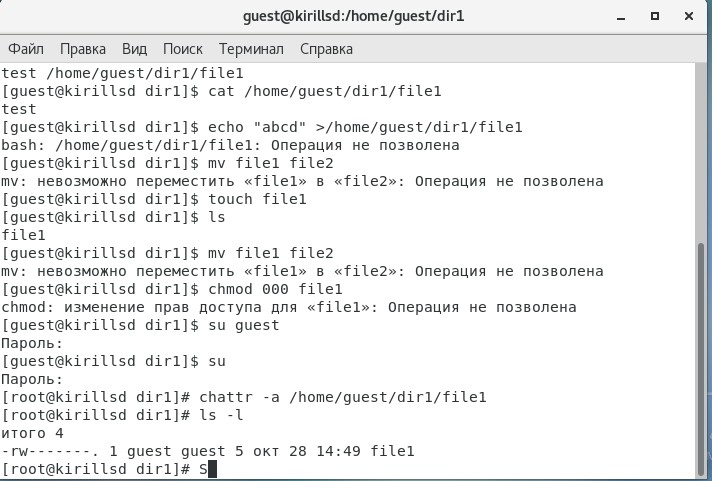 guest@kirillsd:/home/guest/dir1
Файл Правка Вид Поиск Терминал Справка
test /home/guest/dir1/file1
[guest@kirillsd dir1]$ cat /home/guest/dir1/file1
test
[guest@kirillsd dir1]$ echo "abcd" >/home/guest/dir1/file1
bash: /home/guest/dir1/file1: Операция не позволена
[guest@kirillsd dir1]$ mv file1 file2
mv: невозможно переместить «file1» в «file2»: Операция не позволена
[guest@kirillsd dir1]$ touch file1
[guest@kirillsd dir1]$ ls
file1
[guest@kirillsd dir1]$ mv file1 file2
mv: невозможно переместить «file1» в «file2»: Операция не позволена
[guest@kirillsd dir1]$ chmod 000 file1
chmod: изменение прав доступа для «file1»: Операция не позволена
[guest@kirillsd dir1]$ su guest
Пароль:
[guest@kirillsd dir1]$ su
Пароль:
[root@kirillsd dir1]# chattr -a /home/guest/dir1/file1
[root@kirillsd dir1]# ls -l
итого 4
-rw-------. 1 guest guest 5 окт 28 14:49 file1
[root@kirillsd dir1]# S